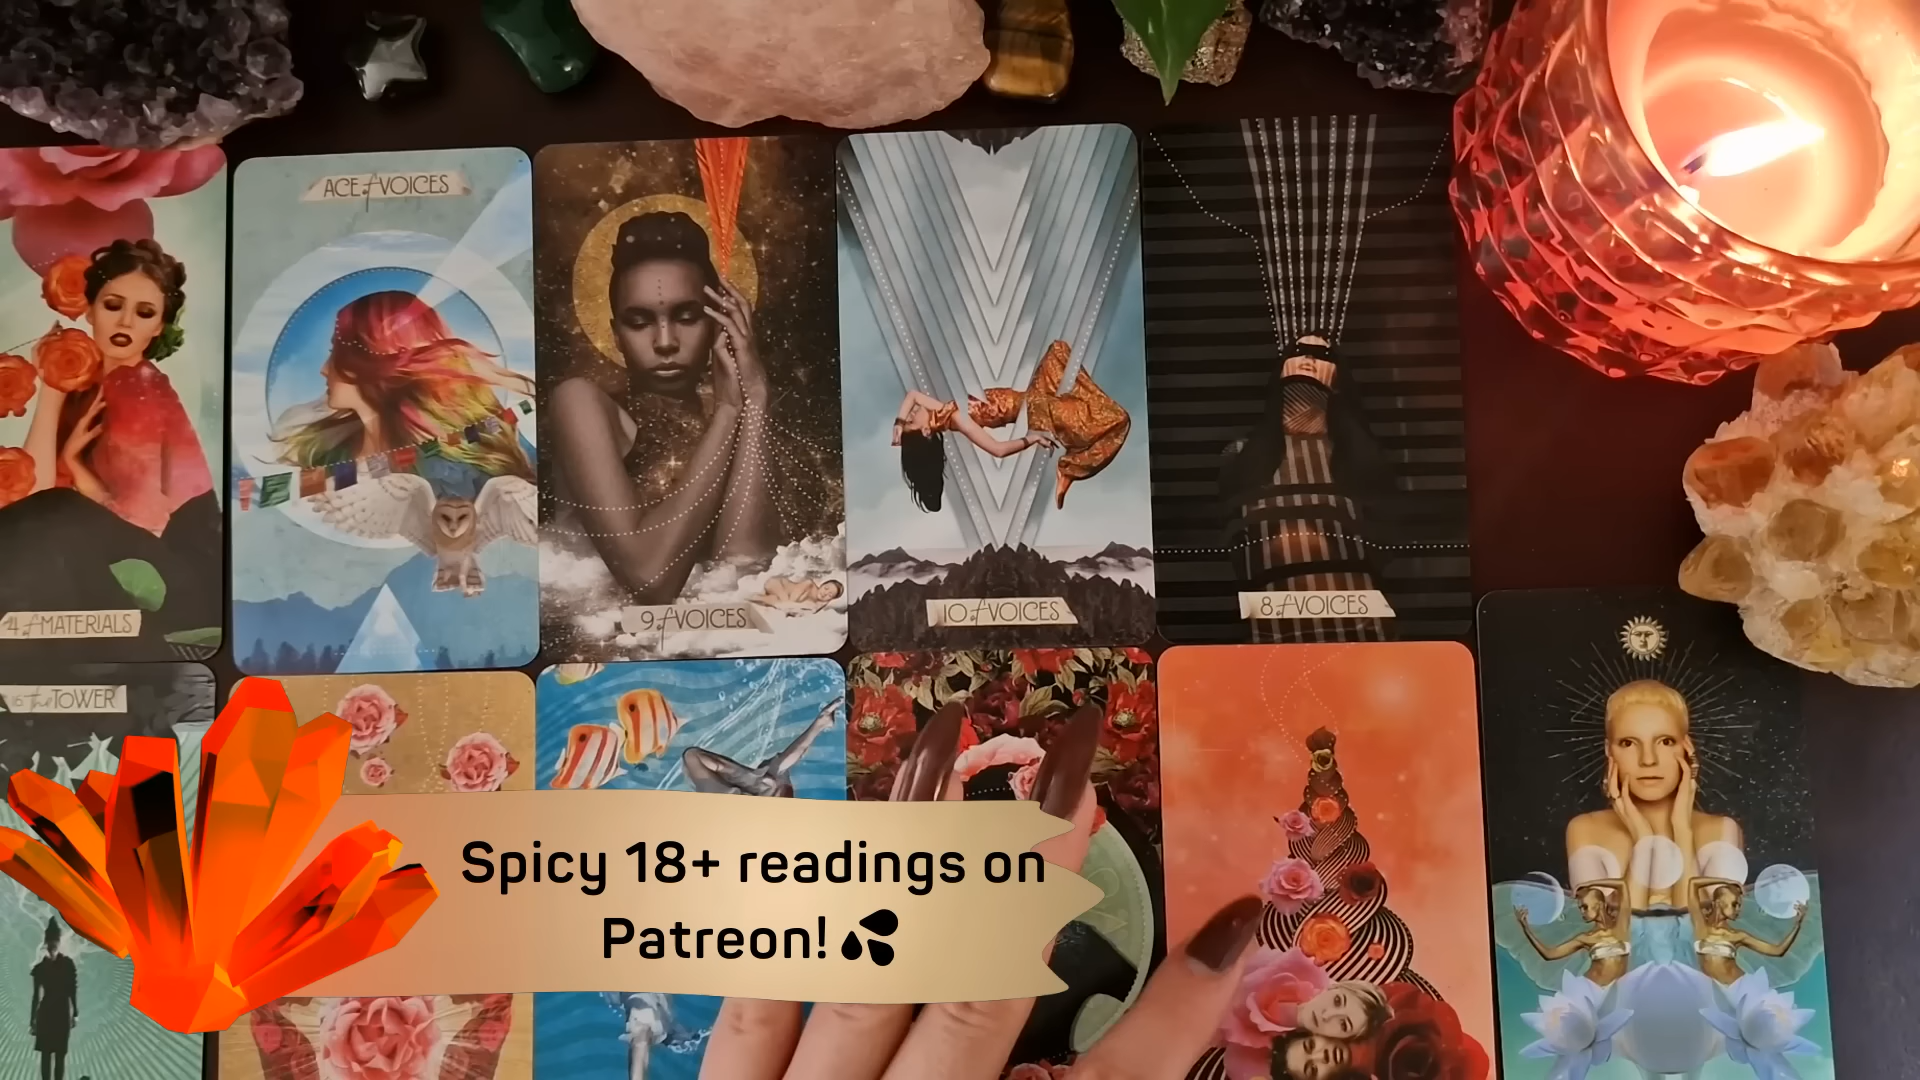 ACE of VOICES
4 of MATERIALS
9 of VOICES
10 of VOICES
8 of VOICES
the TOWER
Spicy 18+ readings on
Patreon!